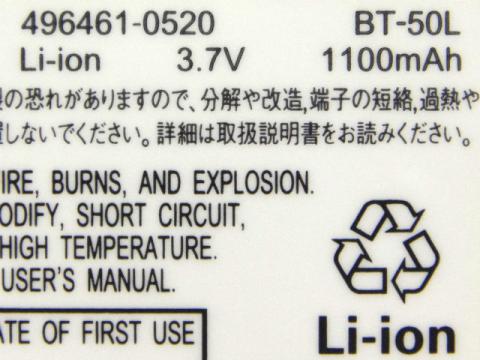 496461-0520 BT-50L
Li-ion 3.7V 1100mAh
の恐れがありますので、分解や改造,端子の短絡,過熱や
しないでください。詳細は取扱説明書をお読みください。
IRE, BURNS, AND EXPLOSION.
ODIFY, SHORT CIRCUIT,
HIGH TEMPERATURE.
USER'S MANUAL.
ATE OF FIRST USE
Li-ion